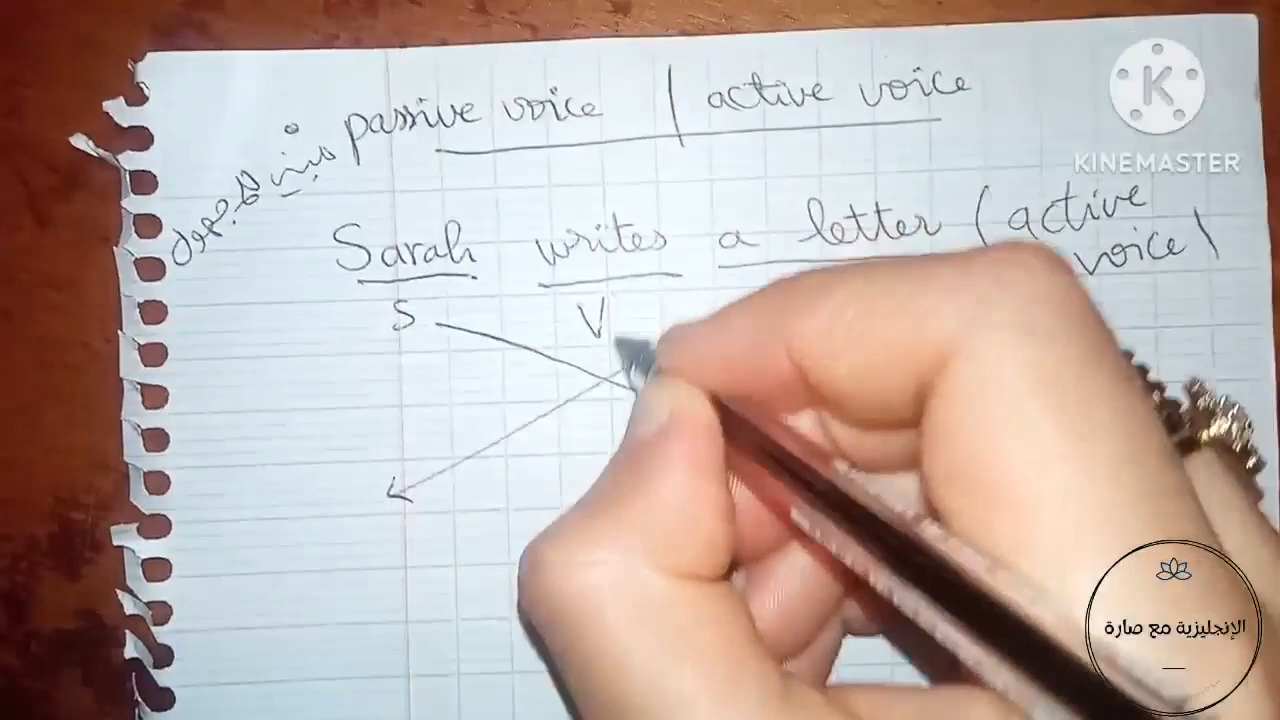 passive voice / active voice
مبني للمجهول
Sarah writes a letter (active
voice)
S V
KINEMASTER
الإنجليزية مع صارة